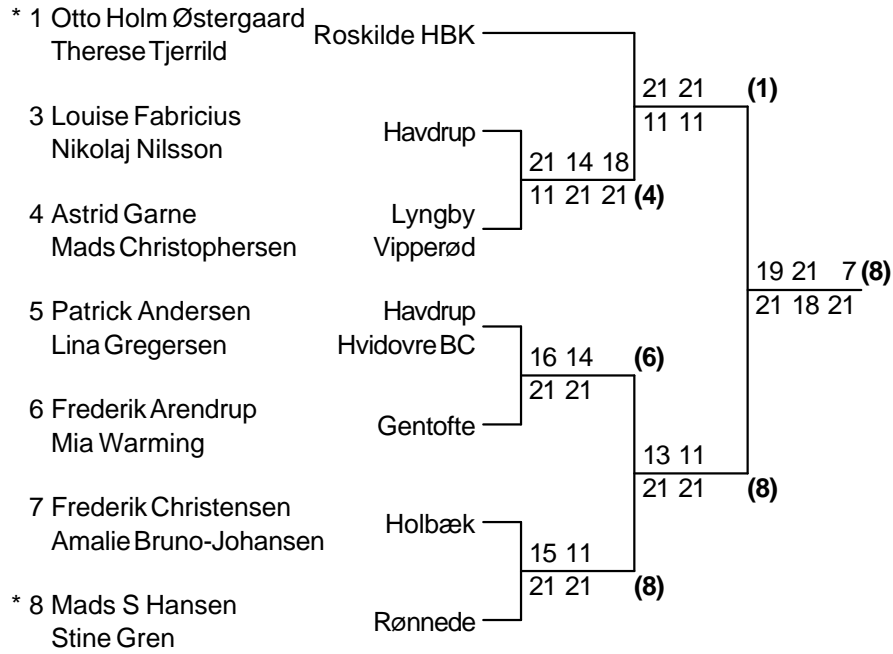 * 1 Otto Holm Østergaard
Therese Tjerrild
Roskilde HBK
21 21 (1)
11 11
3 Louise Fabricius
Nikolaj Nilsson
Havdrup
21 14 18
11 21 21 (4)
4 Astrid Garne
Mads Christophersen
Lyngby
Vipperød
19 21 7 (8)
21 18 21
5 Patrick Andersen
Lina Gregersen
Havdrup
Hvidovre BC
16 14 (6)
21 21
6 Frederik Arendrup
Mia Warming
Gentofte
13 11
21 21 (8)
7 Frederik Christensen
Amalie Bruno-Johansen
Holbæk
15 11
21 21 (8)
* 8 Mads S Hansen
Stine Gren
Rønnede